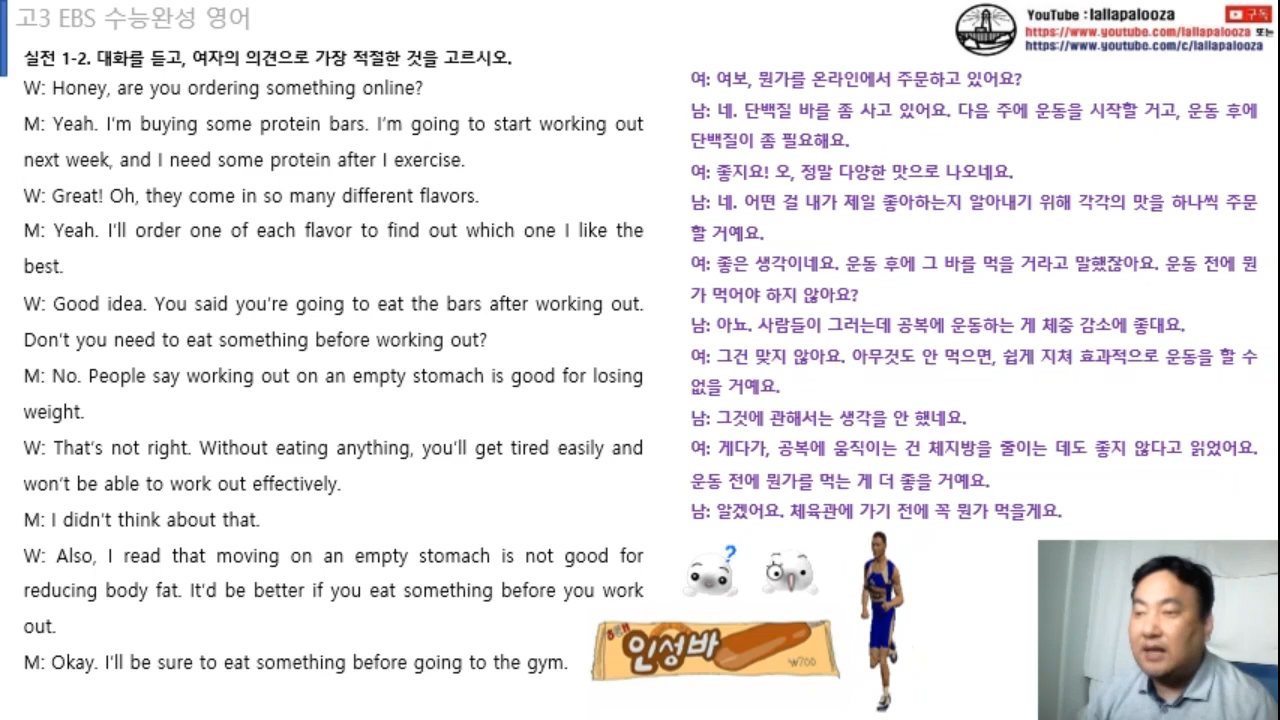 고3 EBS 수능완성 영어
YouTube : lallapalooza
구독
https://www.youtube.com/lallapalooza 또는
https://www.youtube.com/c/lallapalooza
실전 1-2. 대화를 듣고, 여자의 의견으로 가장 적절한 것을 고르시오.
W: Honey, are you ordering something online?
M: Yeah. I'm buying some protein bars. I'm going to start working out
next week, and I need some protein after I exercise.
W: Great! Oh, they come in so many different flavors.
M: Yeah. I'll order one of each flavor to find out which one I like the
best.
W: Good idea. You said you're going to eat the bars after working out.
Don't you need to eat something before working out?
M: No. People say working out on an empty stomach is good for losing
weight.
W: That's not right. Without eating anything, you'll get tired easily and
won't be able to work out effectively.
M: I didn't think about that.
W: Also, I read that moving on an empty stomach is not good for
reducing body fat. It'd be better if you eat something before you work
out.
M: Okay. I'll be sure to eat something before going to the gym.
여: 여보, 뭔가를 온라인에서 주문하고 있어요?
남: 네. 단백질 바를 좀 사고 있어요. 다음 주에 운동을 시작할 거고, 운동 후에
단백질이 좀 필요해요.
여: 좋지요! 오, 정말 다양한 맛으로 나오네요.
남: 네. 어떤 걸 내가 제일 좋아하는지 알아내기 위해 각각의 맛을 하나씩 주문
할 거예요.
여: 좋은 생각이네요. 운동 후에 그 바를 먹을 거라고 말했잖아요. 운동 전에 뭔
가 먹어야 하지 않아요?
남: 아뇨. 사람들이 그러는데 공복에 운동하는 게 체중 감소에 좋대요.
여: 그건 맞지 않아요. 아무것도 안 먹으면, 쉽게 지쳐 효과적으로 운동을 할 수
없을 거예요.
남: 그것에 관해서는 생각을 안 했네요.
여: 게다가, 공복에 움직이는 건 체지방을 줄이는 데도 좋지 않다고 읽었어요.
운동 전에 뭔가를 먹는 게 더 좋을 거예요.
남: 알겠어요. 체육관에 가기 전에 꼭 뭔가 먹을게요.
?
인성바
₩700